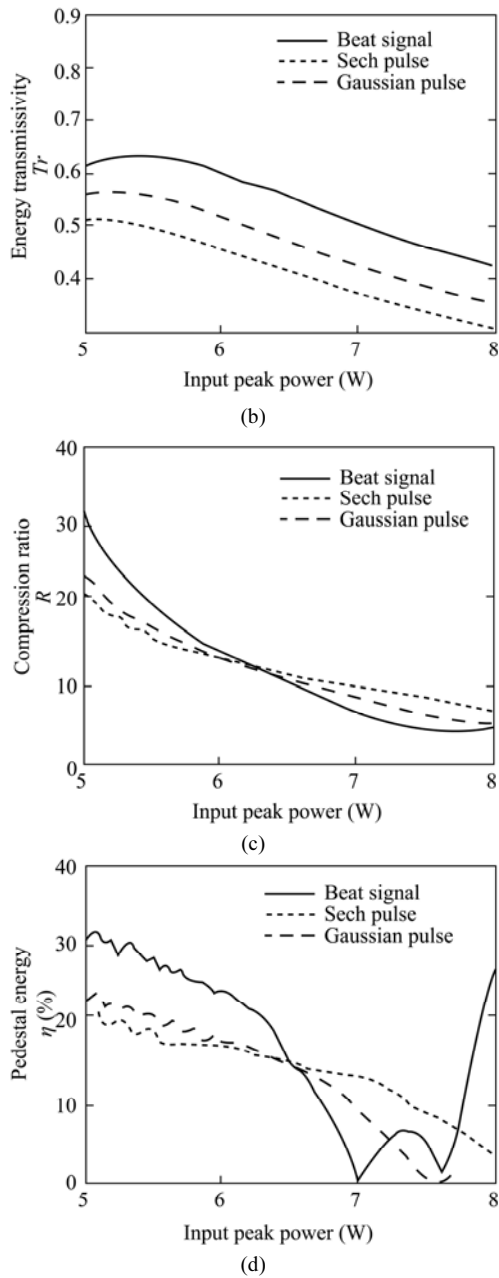 0.9
Beat signal
Sech pulse
Gaussian pulse
0.8
0.7
0.6
0.5
0.4
Energy transmissivity
Tr
5
6
7
8
Input peak power (W)
(b)
40
Beat signal
Sech pulse
Gaussian pulse
30
20
10
0
Compression ratio
R
5
6
7
8
Input peak power (W)
(c)
40
Beat signal
Sech pulse
Gaussian pulse
30
20
10
0
Pedestal energy
η (%)
5
6
7
8
Input peak power (W)
(d)